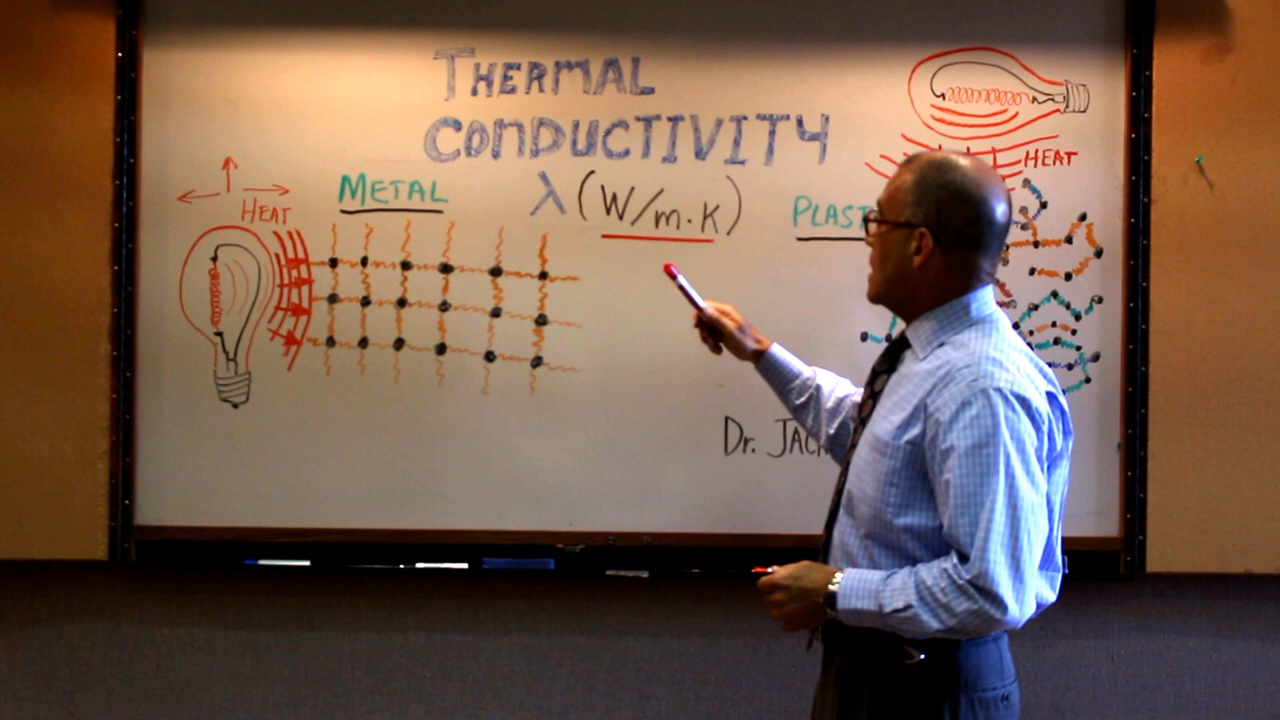 THERMAL
CONDUCTIVITY
λ (W/m·K)
METAL
HEAT
HEAT
Dr.